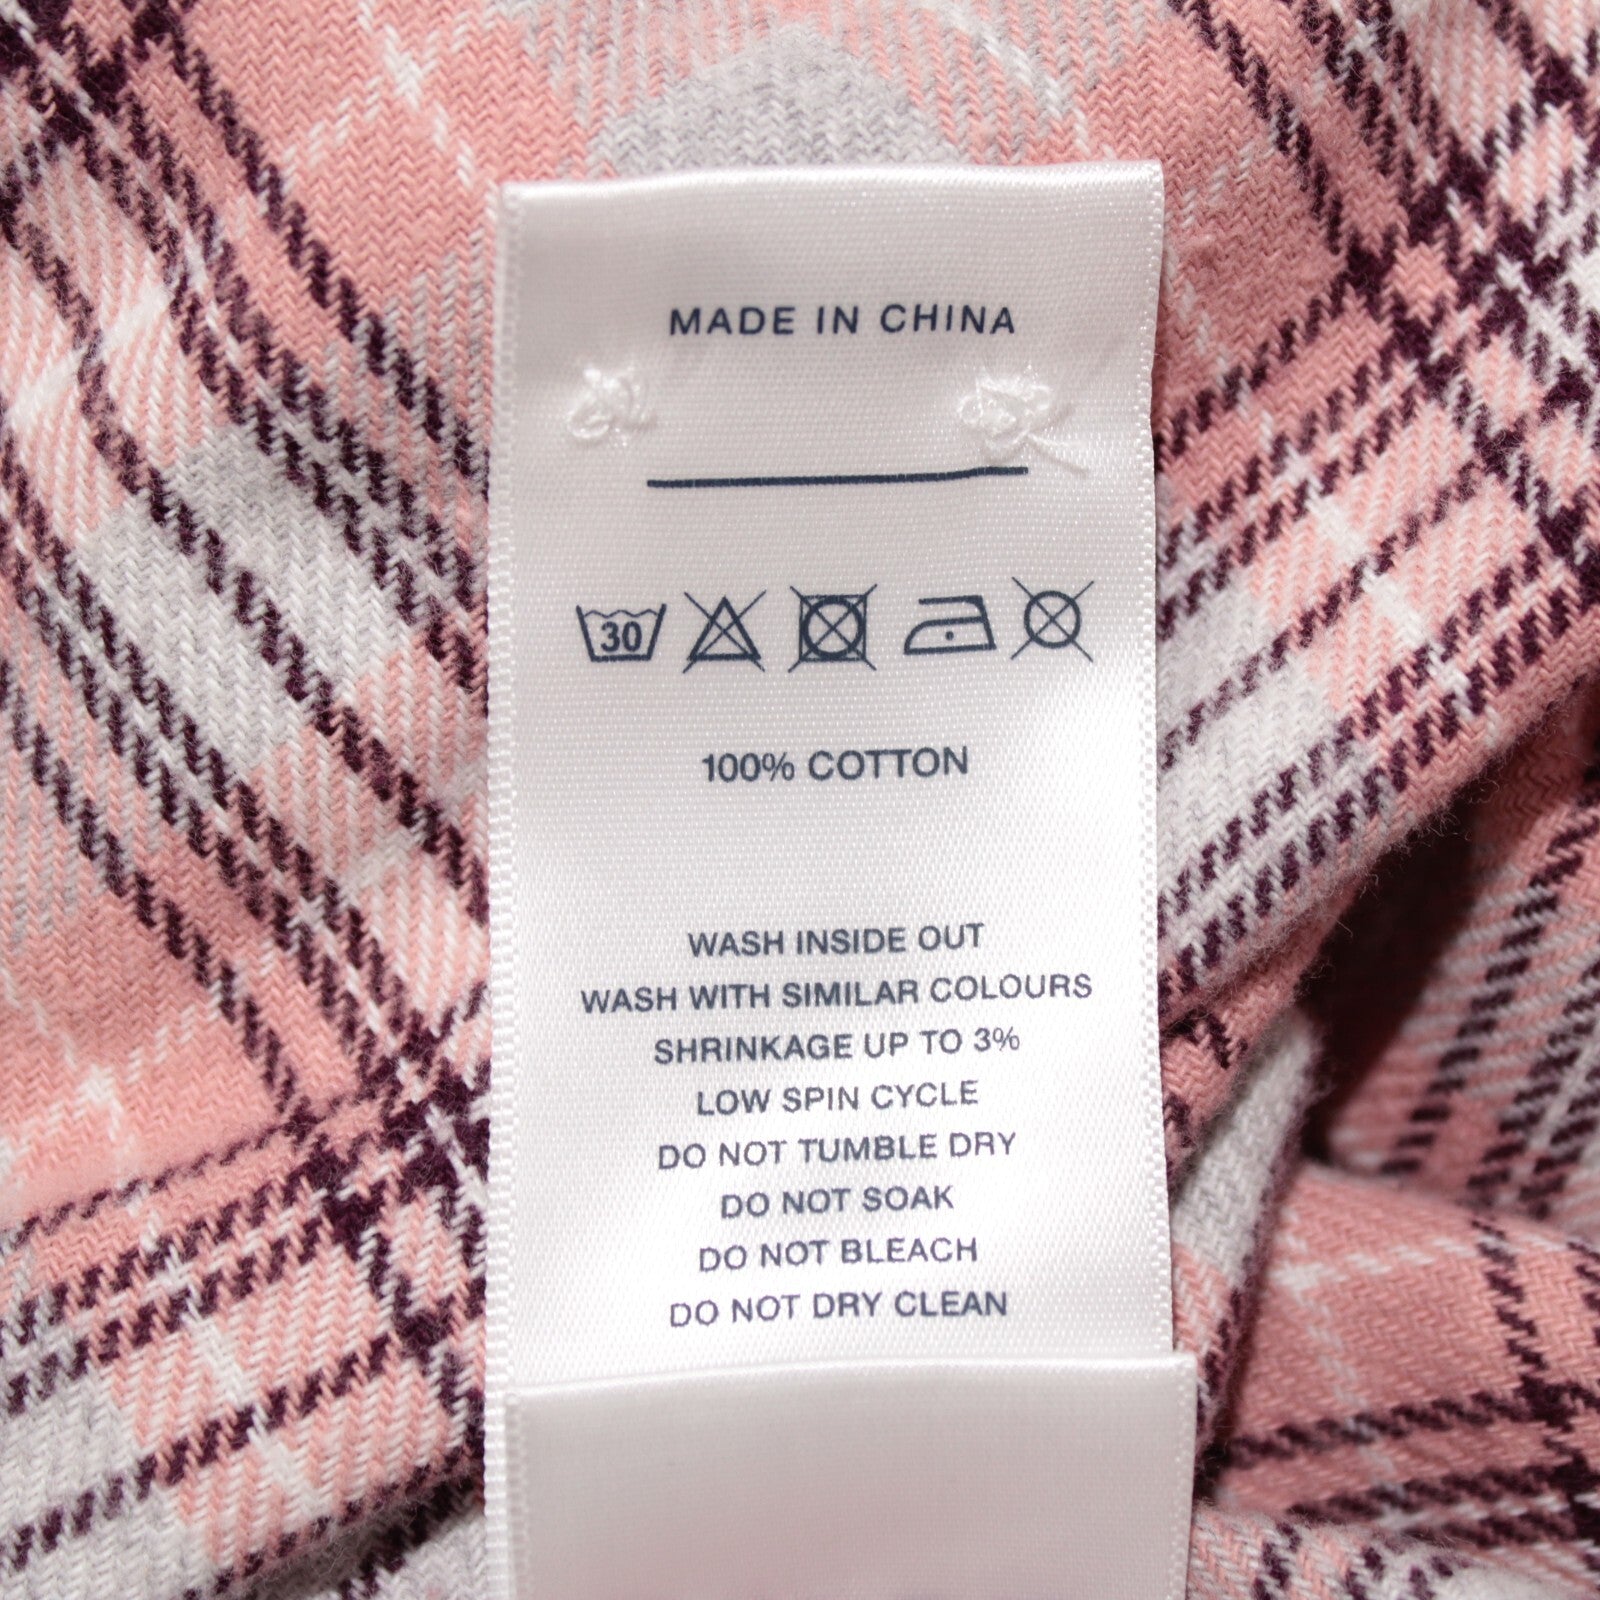 MADE IN CHINA
30
100% COTTON
WASH INSIDE OUT
WASH WITH SIMILAR COLOURS
SHRINKAGE UP TO 3%
LOW SPIN CYCLE
DO NOT TUMBLE DRY
DO NOT SOAK
DO NOT BLEACH
DO NOT DRY CLEAN